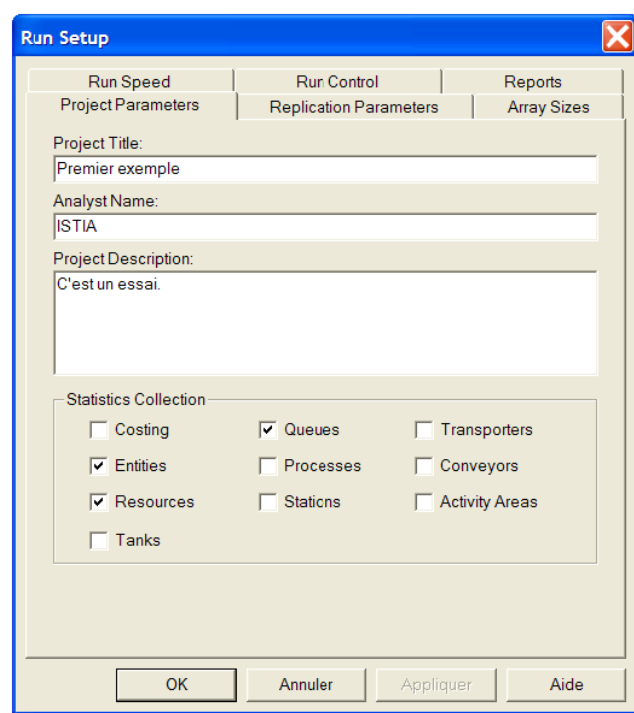 Run Setup
Run Speed Run Control Reports
Project Parameters Replication Parameters Array Sizes
Project Title:
Premier exemple
Analyst Name:
ISTIA
Project Description:
C'est un essai.
Statistics Collection
Costing Queues Transporters
Entities Processes Conveyors
Resources Stations Activity Areas
Tanks
OK Annuler Appliquer Aide